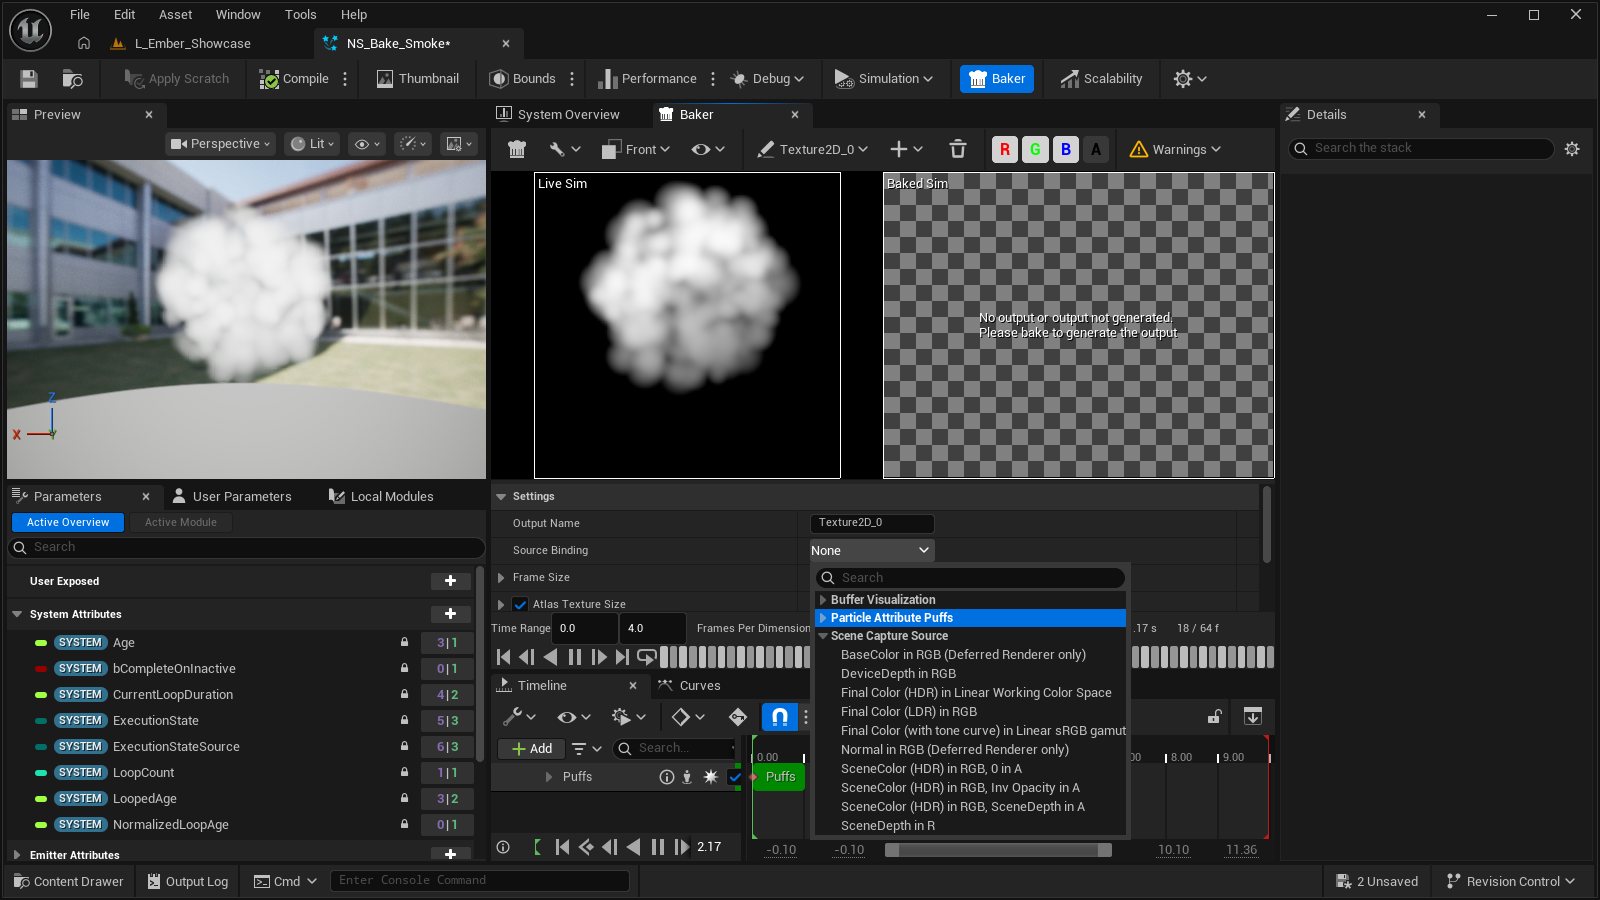 File Edit Asset Window Tools Help
L_Ember_Showcase
NS_Bake_Smoke*
Apply Scratch
Compile
Thumbnail
Bounds
Performance
Debug
Simulation
Baker
Scalability
Preview
Perspective
Lit
Z
X
Y
System Overview
Baker
Front
Texture2D_0
R G B A
Warnings
Live Sim
Baked Sim
No output or output not generated.
Please bake to generate the output
Details
Search the stack
Parameters
User Parameters
Local Modules
Active Overview
Active Module
Search
User Exposed
System Attributes
SYSTEM Age 3|1
SYSTEM bCompleteOnInactive 0|1
SYSTEM CurrentLoopDuration 4|2
SYSTEM ExecutionState 5|3
SYSTEM ExecutionStateSource 6|3
SYSTEM LoopCount 1|1
SYSTEM LoopedAge 3|2
SYSTEM NormalizedLoopAge 0|1
Emitter Attributes
Settings
Output Name Texture2D_0
Source Binding None
Frame Size
Atlas Texture Size
Time Range 0.0 4.0 Frames Per Dimension
.17 s 18 / 64 f
Search
Buffer Visualization
Particle Attribute Puffs
Scene Capture Source
BaseColor in RGB (Deferred Renderer only)
DeviceDepth in RGB
Final Color (HDR) in Linear Working Color Space
Final Color (LDR) in RGB
Final Color (with tone curve) in Linear sRGB gamut
Normal in RGB (Deferred Renderer only)
SceneColor (HDR) in RGB, 0 in A
SceneColor (HDR) in RGB, Inv Opacity in A
SceneColor (HDR) in RGB, SceneDepth in A
SceneDepth in R
Timeline
Curves
Add
Search...
0.00
00 8.00 9.00
Puffs
Puffs
2.17
-0.10 -0.10 10.10 11.36
Content Drawer
Output Log
Cmd
Enter Console Command
2 Unsaved
Revision Control